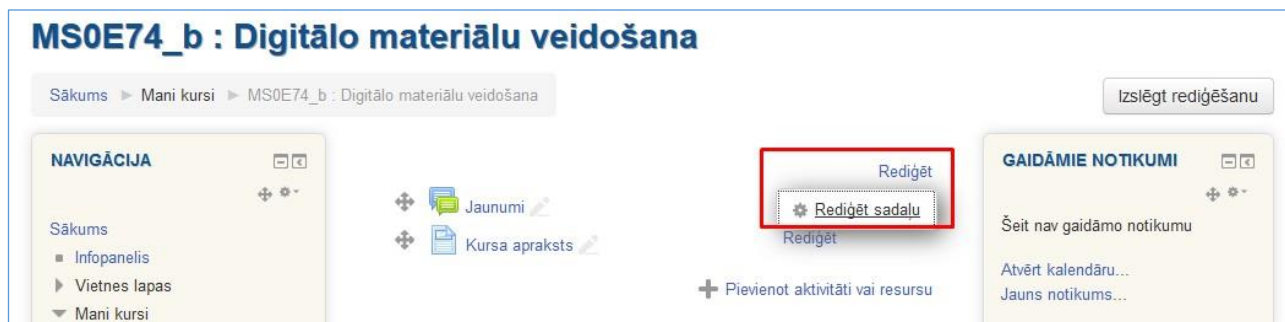 MS0E74_b : Digitālo materiālu veidošana
Sākums ► Mani kursi ► MS0E74_b : Digitālo materiālu veidošana
Izslēgt rediģēšanu
NAVIGĀCIJA
Sākums
Infopanelis
Vietnes lapas
Mani kursi
Rediģēt
Jaunumi
Rediģēt sadaļu
Kursa apraksts
Rediģēt
Pievienot aktivitāti vai resursu
GAIDĀMIE NOTIKUMI
Šeit nav gaidāmo notikumu
Atvērt kalendāru...
Jauns notikums...